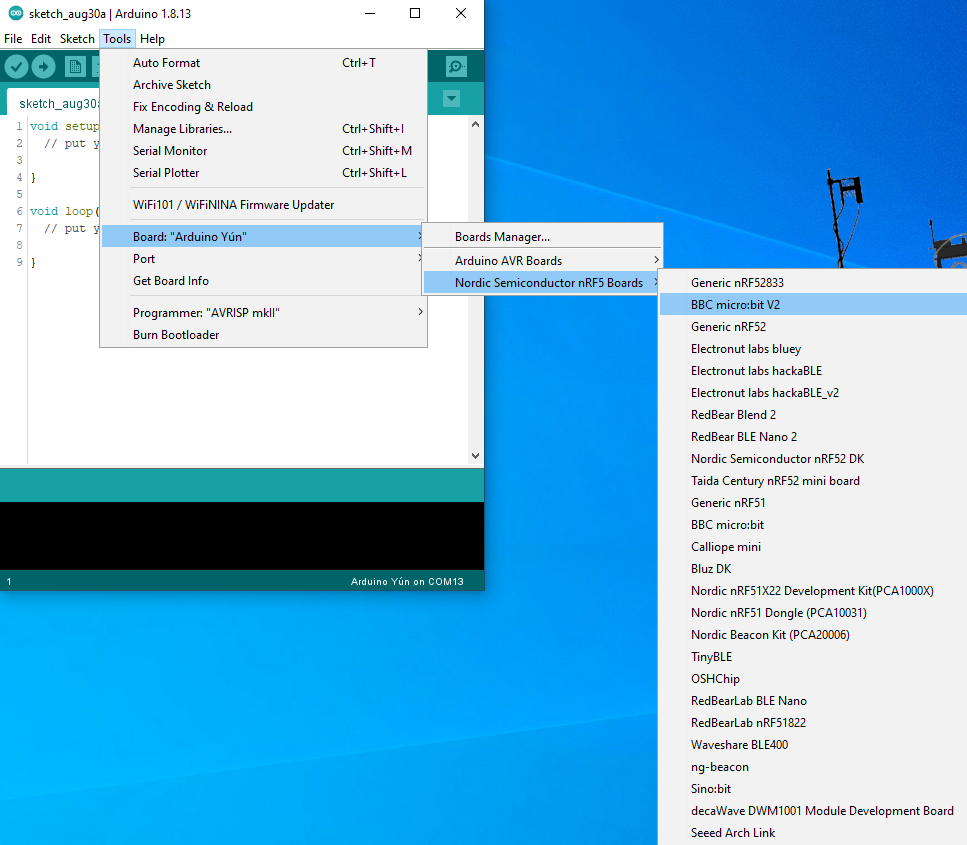 sketch_aug30a | Arduino 1.8.13
File Edit Sketch Tools Help
sketch_aug30a
1 void setup
2 // put y
3
4 }
5
6 void loop(
7 // put y
8
9 }
Auto Format Ctrl+T
Archive Sketch
Fix Encoding & Reload
Manage Libraries... Ctrl+Shift+I
Serial Monitor Ctrl+Shift+M
Serial Plotter Ctrl+Shift+L
WiFi101 / WiFiNINA Firmware Updater
Board: "Arduino Yún"
Port
Get Board Info
Programmer: "AVRISP mkII"
Burn Bootloader
Boards Manager...
Arduino AVR Boards
Nordic Semiconductor nRF5 Boards
Generic nRF52833
BBC micro:bit V2
Generic nRF52
Electronut labs bluey
Electronut labs hackaBLE
Electronut labs hackaBLE_v2
RedBear Blend 2
RedBear BLE Nano 2
Nordic Semiconductor nRF52 DK
Taida Century nRF52 mini board
Generic nRF51
BBC micro:bit
Calliope mini
Bluz DK
Nordic nRF51X22 Development Kit(PCA1000X)
Nordic nRF51 Dongle (PCA10031)
Nordic Beacon Kit (PCA20006)
TinyBLE
OSHChip
RedBearLab BLE Nano
RedBearLab nRF51822
Waveshare BLE400
ng-beacon
Sino:bit
decaWave DWM1001 Module Development Board
Seeed Arch Link
1 Arduino Yún on COM13